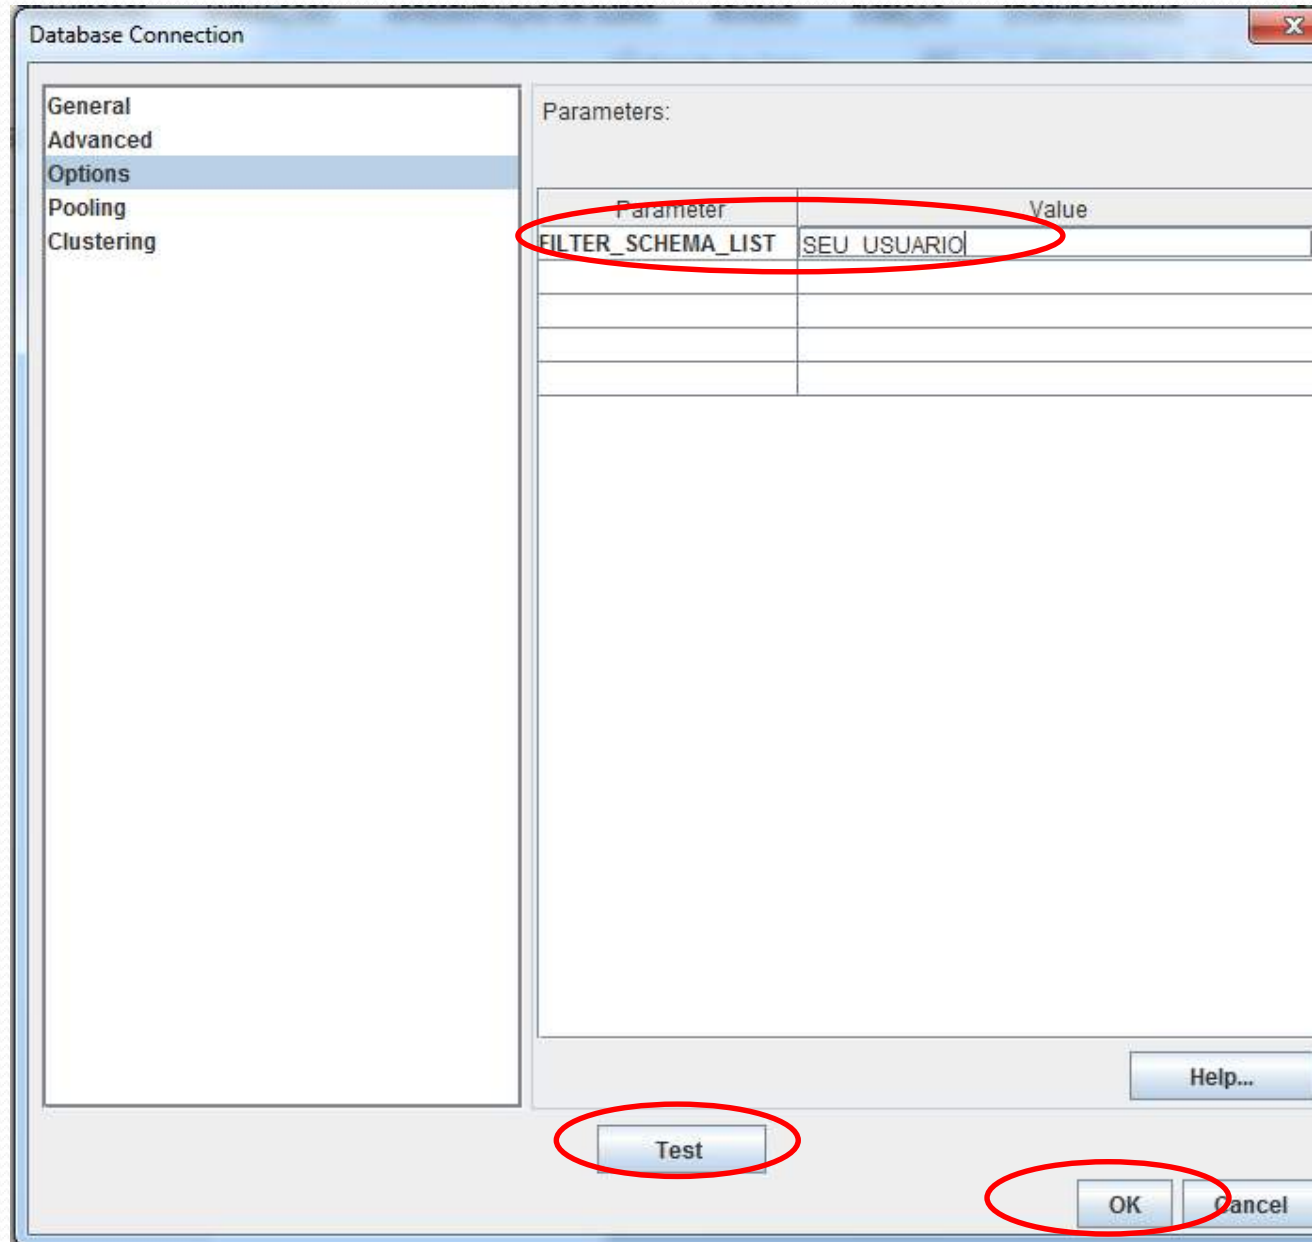 Database Connection
General
Advanced
Options
Pooling
Clustering
Parameters:
Parameter Value
FILTER_SCHEMA_LIST SEU_USUARIO
Help...
Test
OK Cancel